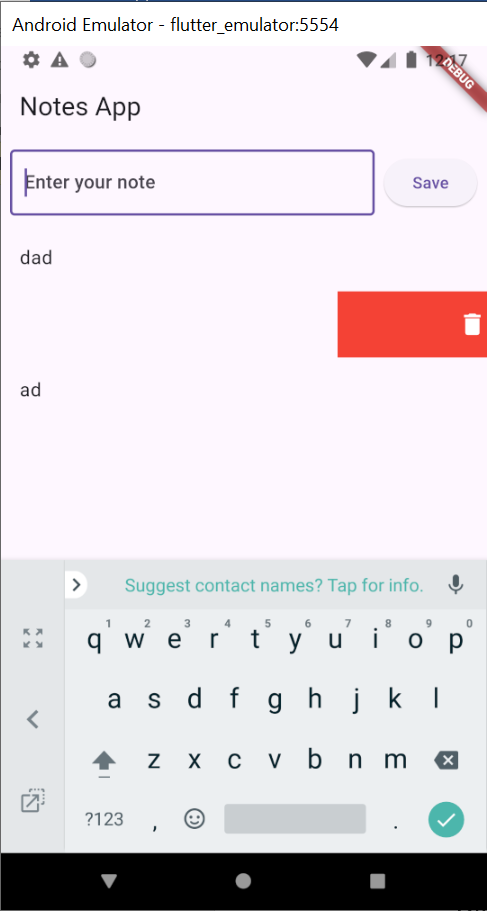 Android Emulator - flutter_emulator:5554
12:17
DEBUG
Notes App
Enter your note
Save
dad
ad
Suggest contact names? Tap for info.
1 2 3 4 5 6 7 8 9 0
q w e r t y u i o p
a s d f g h j k l
z x c v b n m
?123 , .